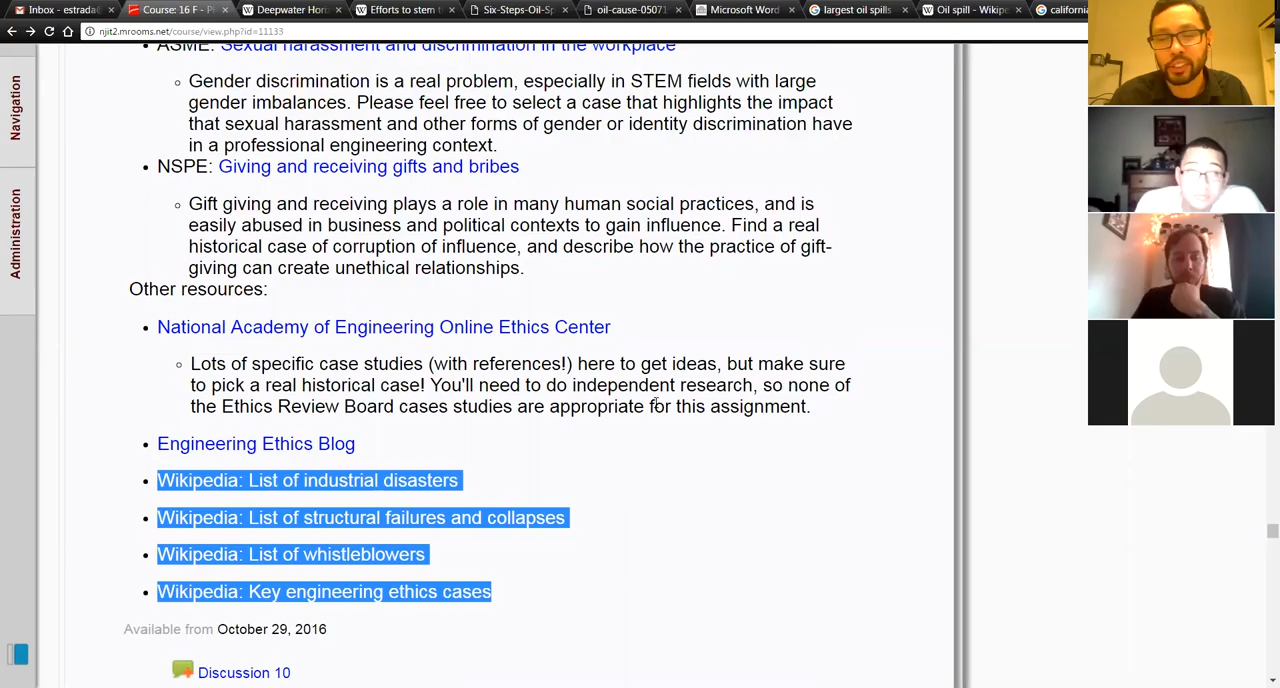 Inbox - estrada@
Course: 16 F - P
Deepwater Hori
Efforts to stem t
Six-Steps-Oil-Sp
oil-cause-05071
Microsoft Word
largest oil spills
Oil spill - Wikipe
california
njit2.mrooms.net/course/view.php?id=11133
Navigation
Administration
ASME: Sexual harassment and discrimination in the workplace
Gender discrimination is a real problem, especially in STEM fields with large
gender imbalances. Please feel free to select a case that highlights the impact
that sexual harassment and other forms of gender or identity discrimination have
in a professional engineering context.
NSPE: Giving and receiving gifts and bribes
Gift giving and receiving plays a role in many human social practices, and is
easily abused in business and political contexts to gain influence. Find a real
historical case of corruption of influence, and describe how the practice of gift-
giving can create unethical relationships.
Other resources:
National Academy of Engineering Online Ethics Center
Lots of specific case studies (with references!) here to get ideas, but make sure
to pick a real historical case! You'll need to do independent research, so none of
the Ethics Review Board cases studies are appropriate for this assignment.
Engineering Ethics Blog
Wikipedia: List of industrial disasters
Wikipedia: List of structural failures and collapses
Wikipedia: List of whistleblowers
Wikipedia: Key engineering ethics cases
Available from October 29, 2016
Discussion 10